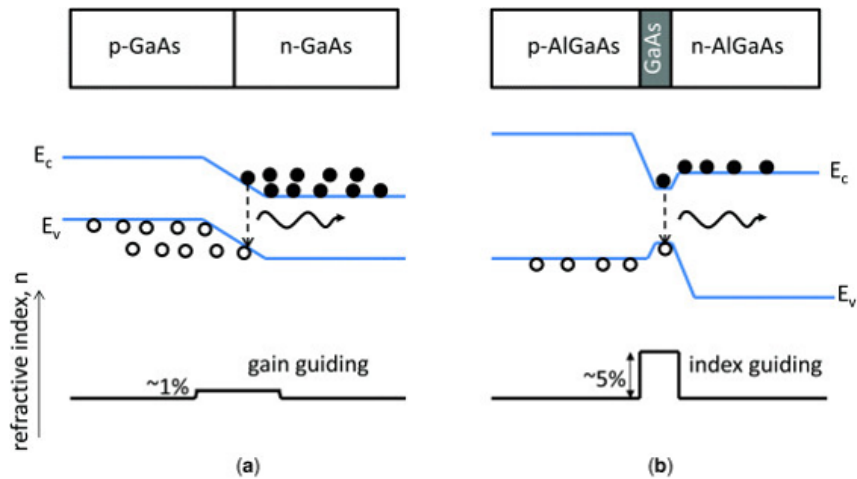 p-GaAs
n-GaAs
p-AlGaAs
GaAs
n-AlGaAs
Ec
Ev
Ec
Ev
refractive index, n
~1%
gain guiding
~5%
index guiding
(a)
(b)